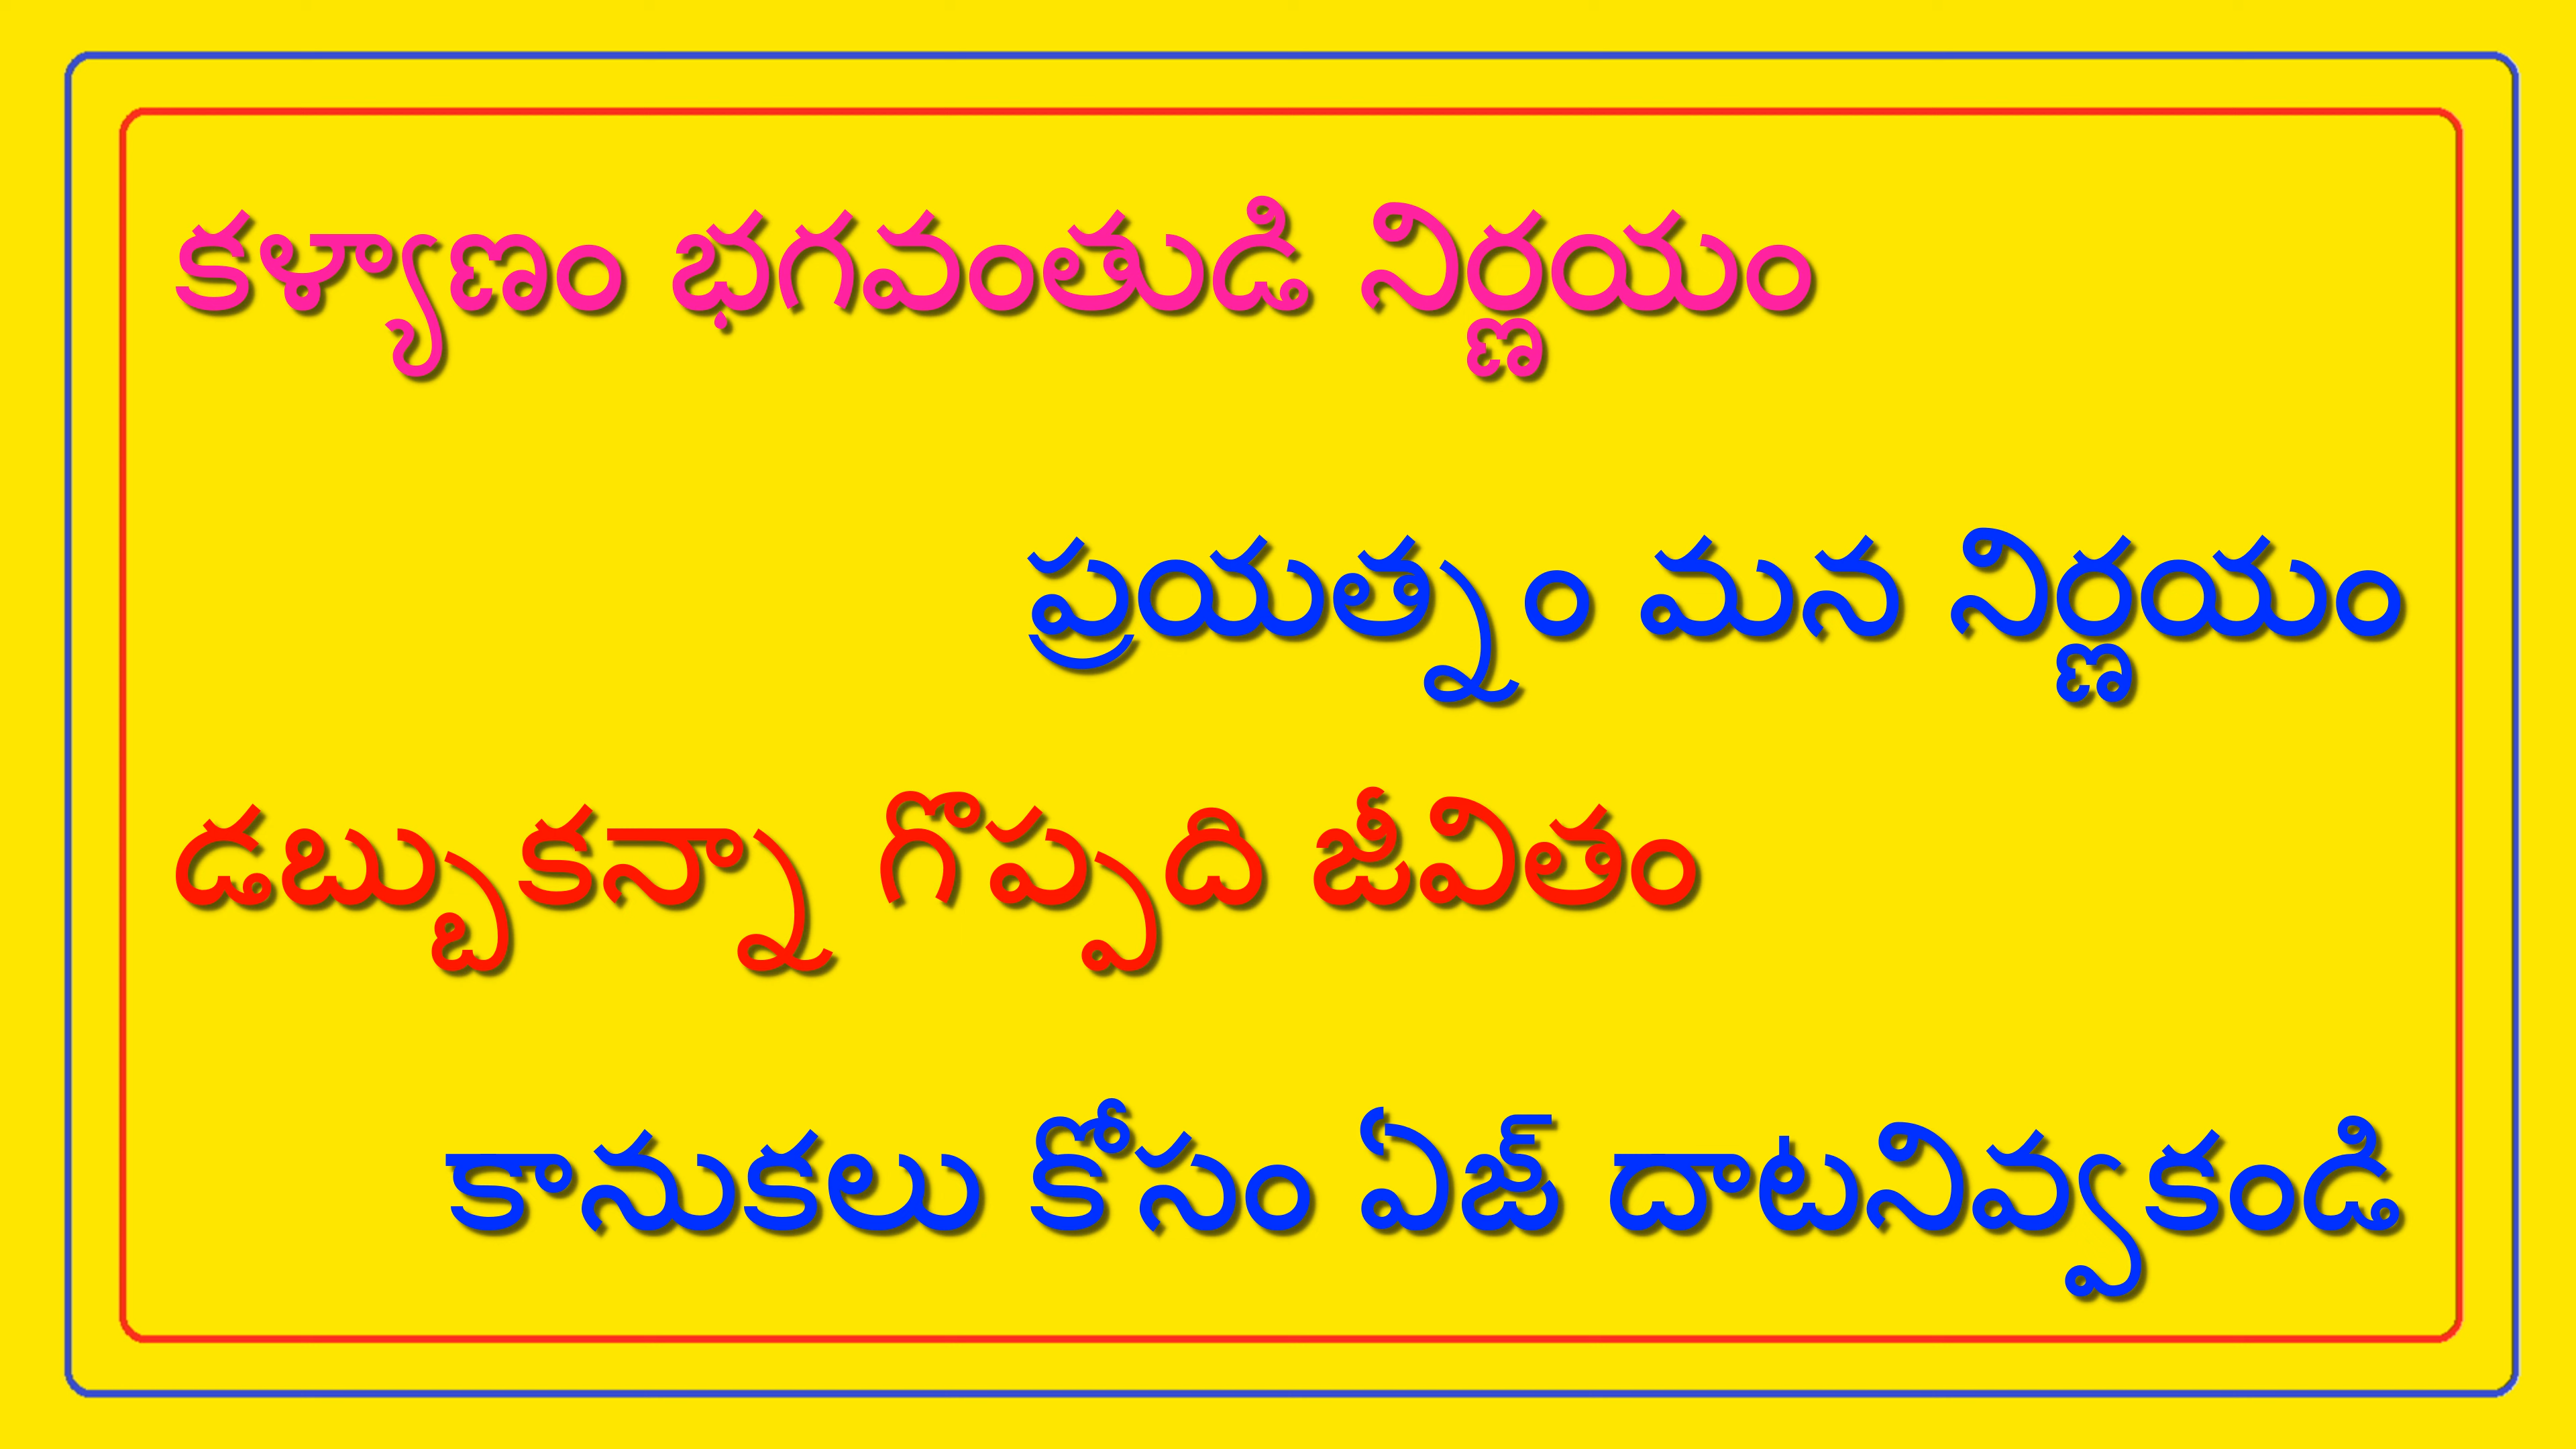 కళ్యాణం భగవంతుడి నిర్ణయం
ప్రయత్నం మన నిర్ణయం
డబ్బుకన్నా గొప్పది జీవితం
కానుకలు కోసం ఏజ్ దాటనివ్వకండి